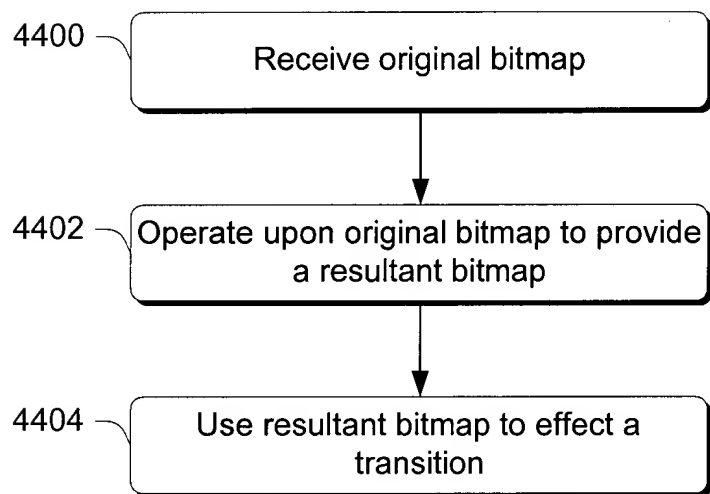 4400
Receive original bitmap
4402
Operate upon original bitmap to provide
a resultant bitmap
4404
Use resultant bitmap to effect a
transition